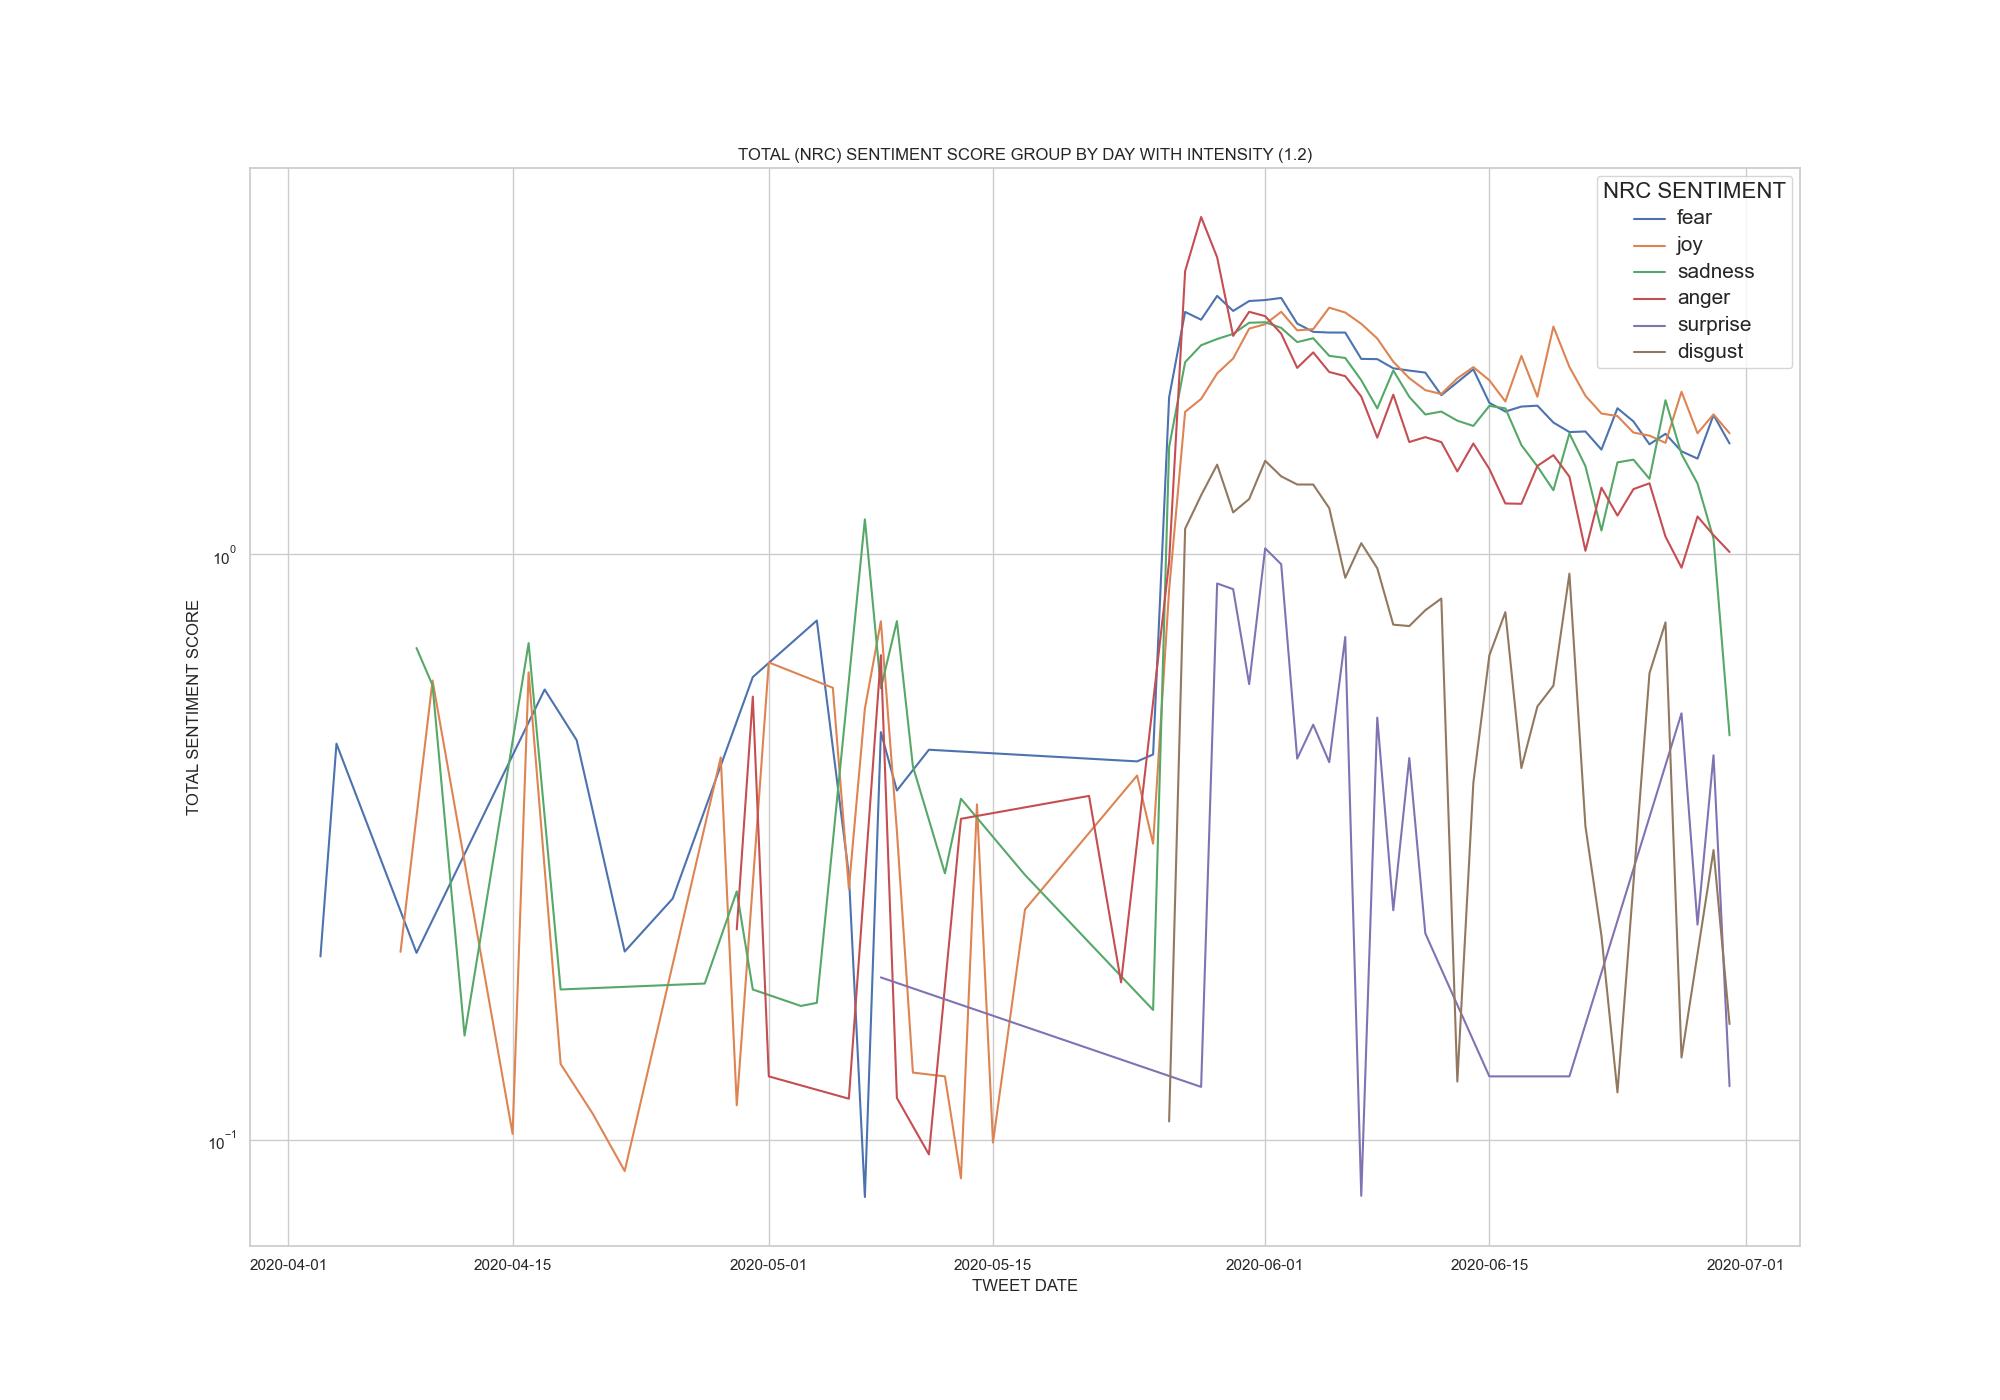 TOTAL (NRC) SENTIMENT SCORE GROUP BY DAY WITH INTENSITY (1.2)
NRC SENTIMENT
fear
joy
sadness
anger
surprise
disgust
10⁰
10⁻¹
TOTAL SENTIMENT SCORE
2020-04-01 2020-04-15 2020-05-01 2020-05-15 2020-06-01 2020-06-15 2020-07-01
TWEET DATE